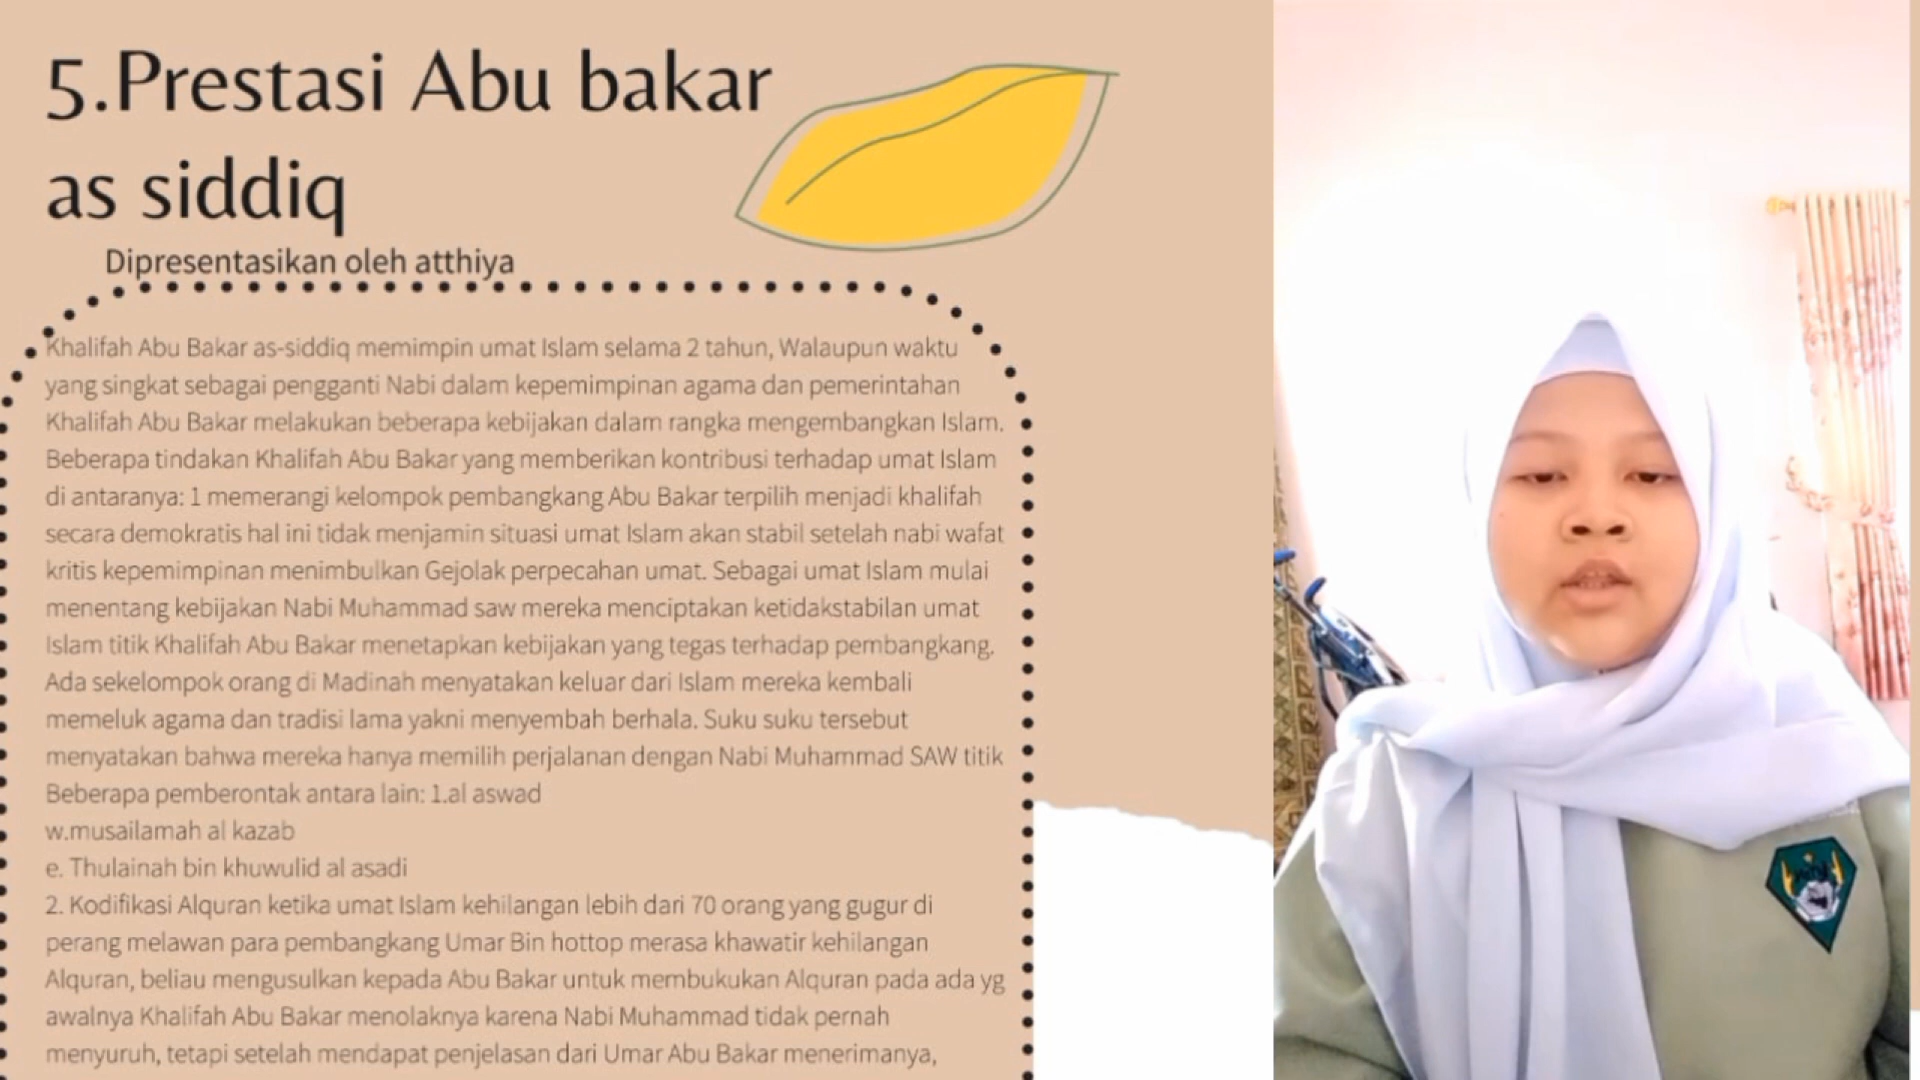 5.Prestasi Abu bakar
as siddiq
Dipresentasikan oleh atthiya
Khalifah Abu Bakar as-siddiq memimpin umat Islam selama 2 tahun, Walaupun waktu
yang singkat sebagai pengganti Nabi dalam kepemimpinan agama dan pemerintahan
Khalifah Abu Bakar melakukan beberapa kebijakan dalam rangka mengembangkan Islam.
Beberapa tindakan Khalifah Abu Bakar yang memberikan kontribusi terhadap umat Islam
di antaranya: 1 memerangi kelompok pembangkang Abu Bakar terpilih menjadi khalifah
secara demokratis hal ini tidak menjamin situasi umat Islam akan stabil setelah nabi wafat
kritis kepemimpinan menimbulkan Gejolak perpecahan umat. Sebagai umat Islam mulai
menentang kebijakan Nabi Muhammad saw mereka menciptakan ketidakstabilan umat
Islam titik Khalifah Abu Bakar menetapkan kebijakan yang tegas terhadap pembangkang.
Ada sekelompok orang di Madinah menyatakan keluar dari Islam mereka kembali
memeluk agama dan tradisi lama yakni menyembah berhala. Suku suku tersebut
menyatakan bahwa mereka hanya memilih perjalanan dengan Nabi Muhammad SAW titik
Beberapa pemberontak antara lain: 1.al aswad
w.musailamah al kazab
e. Thulainah bin khuwulid al asadi
2. Kodifikasi Alquran ketika umat Islam kehilangan lebih dari 70 orang yang gugur di
perang melawan para pembangkang Umar Bin hottop merasa khawatir kehilangan
Alquran, beliau mengusulkan kepada Abu Bakar untuk membukukan Alquran pada ada yg
awalnya Khalifah Abu Bakar menolaknya karena Nabi Muhammad tidak pernah
menyuruh, tetapi setelah mendapat penjelasan dari Umar Abu Bakar menerimanya,